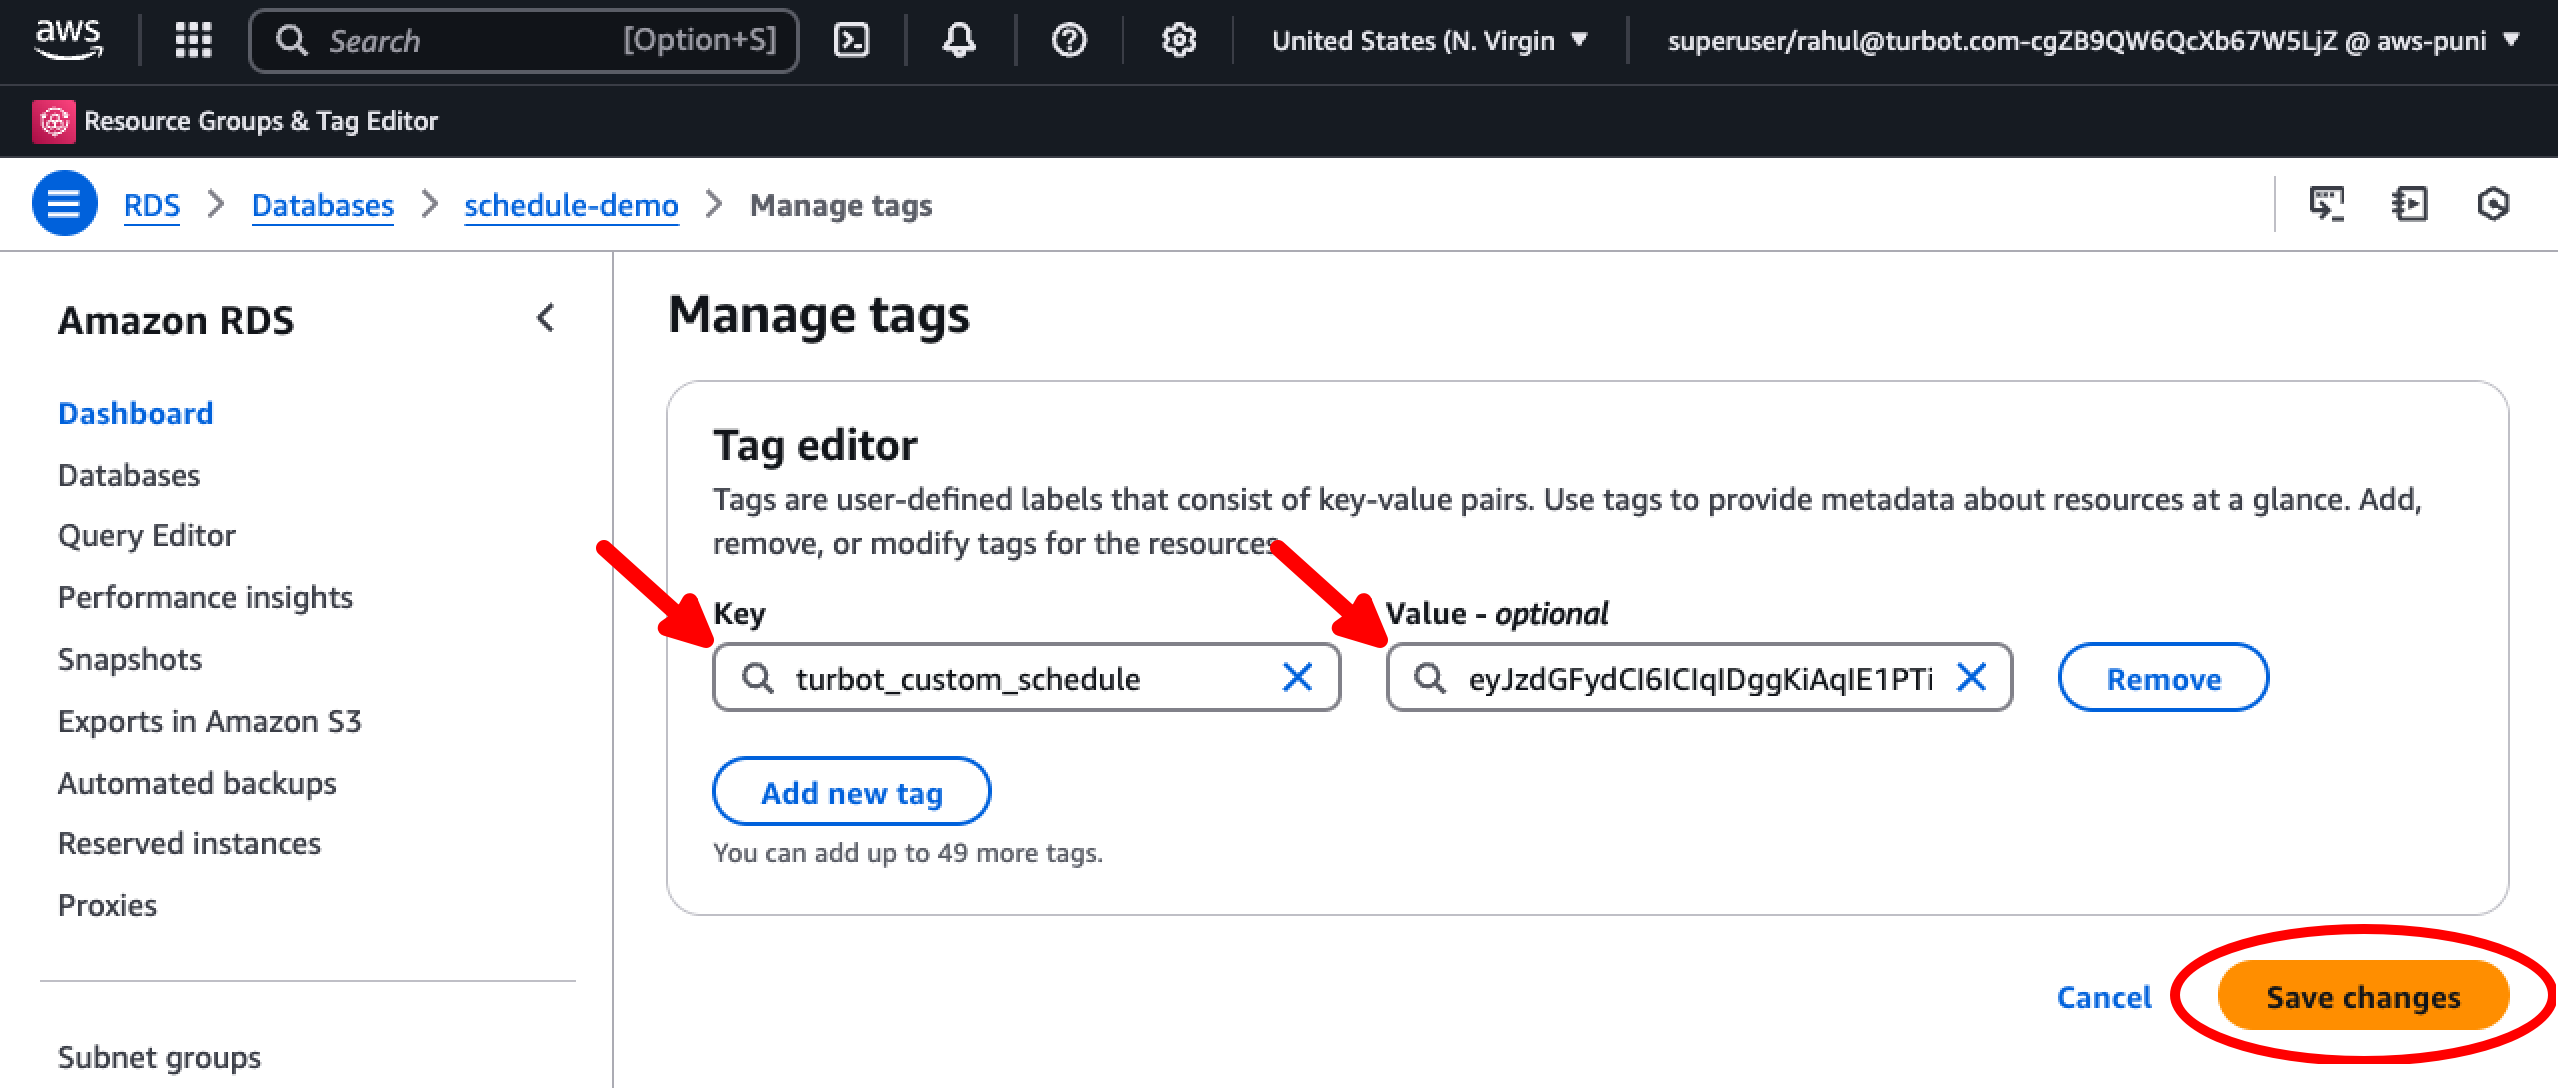 aws
Search [Option+S]
United States (N. Virgin
superuser/rahul@turbot.com-cgZB9QW6QcXb67W5LjZ @ aws-puni
Resource Groups & Tag Editor
RDS > Databases > schedule-demo > Manage tags
Amazon RDS
Dashboard
Databases
Query Editor
Performance insights
Snapshots
Exports in Amazon S3
Automated backups
Reserved instances
Proxies
Subnet groups
Manage tags
Tag editor
Tags are user-defined labels that consist of key-value pairs. Use tags to provide metadata about resources at a glance. Add,
remove, or modify tags for the resources
Key
Value - optional
turbot_custom_schedule
eyJzdGFydCI6ICIqIDggKiAqIE1PTi
Remove
Add new tag
You can add up to 49 more tags.
Cancel
Save changes